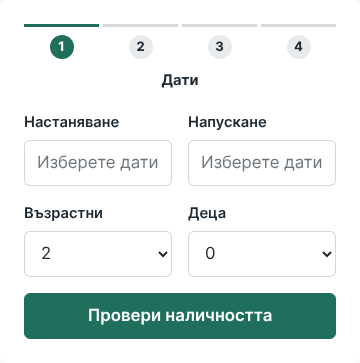 1 2 3 4
Дати
Настаняване Напускане
Изберете дати Изберете дати
Възрастни Деца
2 0
Провери наличността